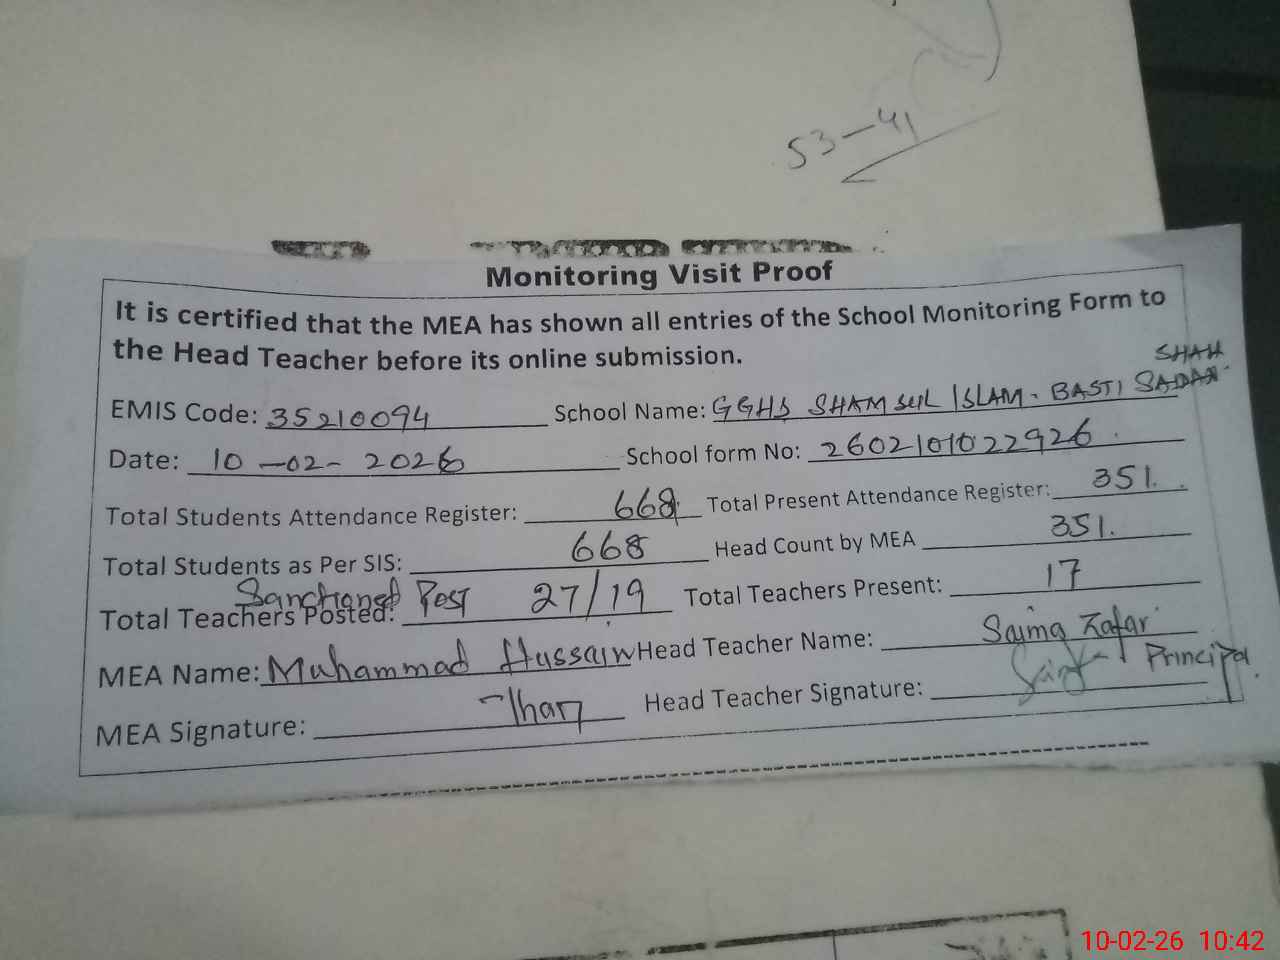 53-41
Monitoring Visit Proof
It is certified that the MEA has shown all entries of the School Monitoring Form to
the Head Teacher before its online submission.
EMIS Code: 35210094 School Name: GGHS SHAMSUL ISLAM. BASTI SADAN SHAH
Date: 10-02-2026 School form No: 2602101022926
Total Students Attendance Register: 668 Total Present Attendance Register: 351.
Total Students as Per SIS: 668 Head Count by MEA 351.
Sanctioned Post
Total Teachers Posted: 27/19 Total Teachers Present: 17
MEA Name: Muhammad Hussain Head Teacher Name: Saima Zafar
Principal
MEA Signature: Head Teacher Signature:
10-02-26 10:42